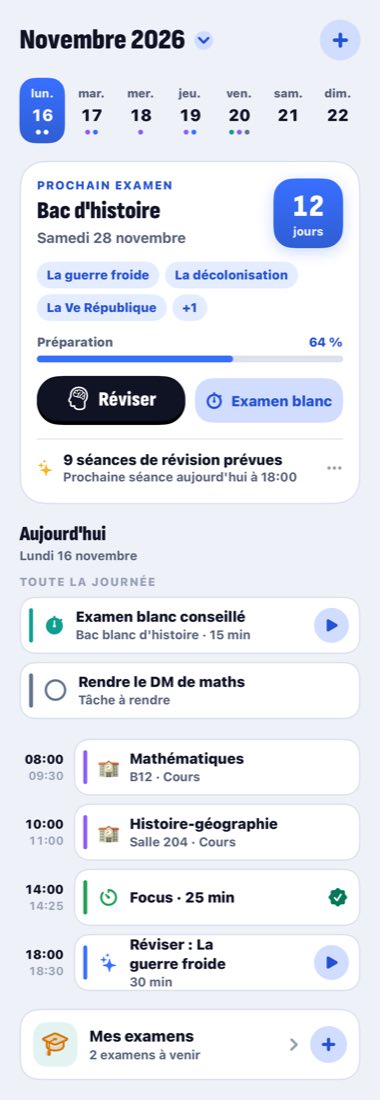 Novembre 2026
lun. mar. mer. jeu. ven. sam. dim.
16 17 18 19 20 21 22
PROCHAIN EXAMEN
Bac d'histoire
Samedi 28 novembre
12
jours
La guerre froide La décolonisation
La Ve République +1
Préparation 64 %
Réviser Examen blanc
9 séances de révision prévues
Prochaine séance aujourd'hui à 18:00
Aujourd'hui
Lundi 16 novembre
TOUTE LA JOURNÉE
Examen blanc conseillé
Bac blanc d'histoire · 15 min
Rendre le DM de maths
Tâche à rendre
08:00 Mathématiques
09:30 B12 · Cours
10:00 Histoire-géographie
11:00 Salle 204 · Cours
14:00 Focus · 25 min
14:25
18:00 Réviser : La
guerre froide
18:30 30 min
Mes examens
2 examens à venir